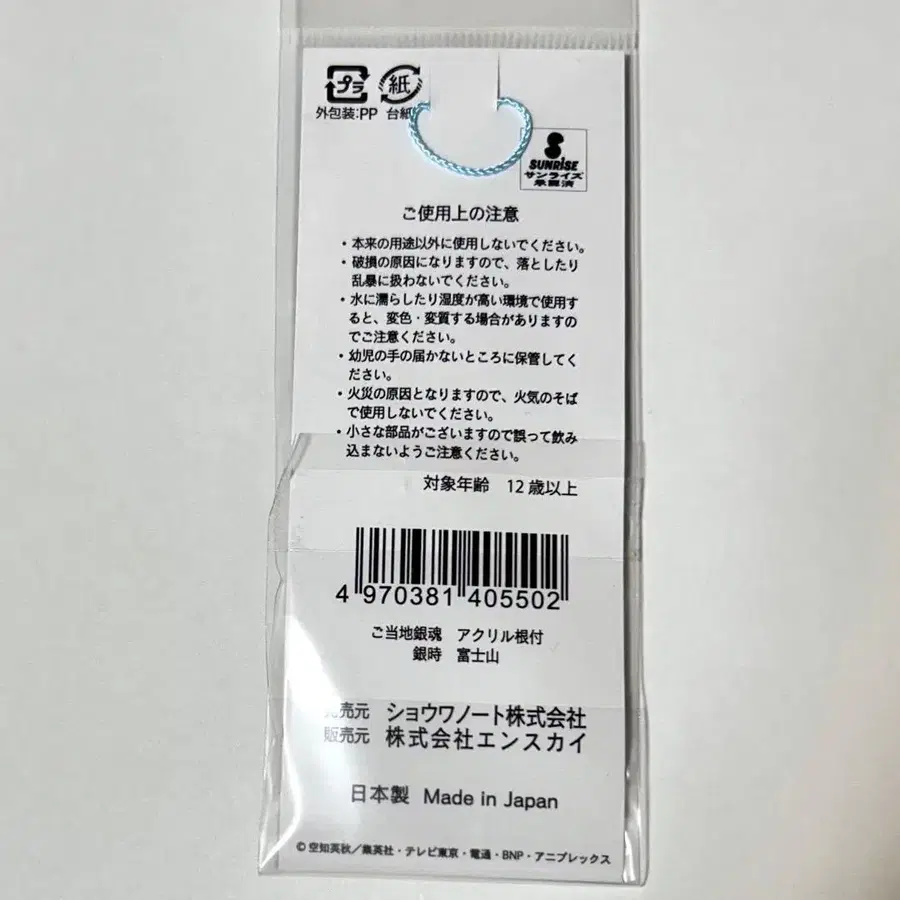 プラ 紙
外包装:PP 台紙
SUNRISE
サンライズ
承認済
ご使用上の注意
・本来の用途以外に使用しないでください。
・破損の原因になりますので、落としたり
乱暴に扱わないでください。
・水に濡らしたり湿度が高い環境で使用す
ると、変色・変質する場合がありますの
でご注意ください。
・幼児の手の届かないところに保管してく
ださい。
・火災の原因となりますので、火気のそば
で使用しないでください。
・小さな部品がございますので誤って飲み
込まないようご注意ください。
対象年齢 12歳以上
4 970381 405502
ご当地銀魂 アクリル根付
銀時 富士山
発売元 ショウワノート株式会社
販売元 株式会社エンスカイ
日本製 Made in Japan
©空知英秋／集英社・テレビ東京・電通・BNP・アニプレックス